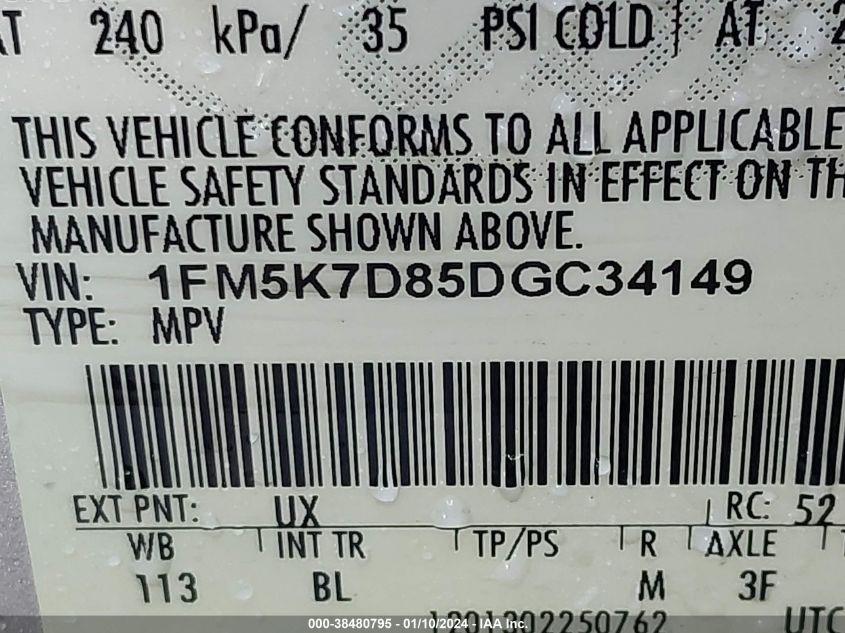 AT 240 kPa/ 35 PSI COLD AT
THIS VEHICLE CONFORMS TO ALL APPLICABLE
VEHICLE SAFETY STANDARDS IN EFFECT ON
MANUFACTURE SHOWN ABOVE.
VIN: 1FM5K7D85DGC34149
TYPE: MPV
EXT PNT: UX RC: 52
WB INT TR TP/PS R AXLE
113 BL M 3F
1201302250762 UTC
000-38480795 - 01/10/2024 - IAA Inc.